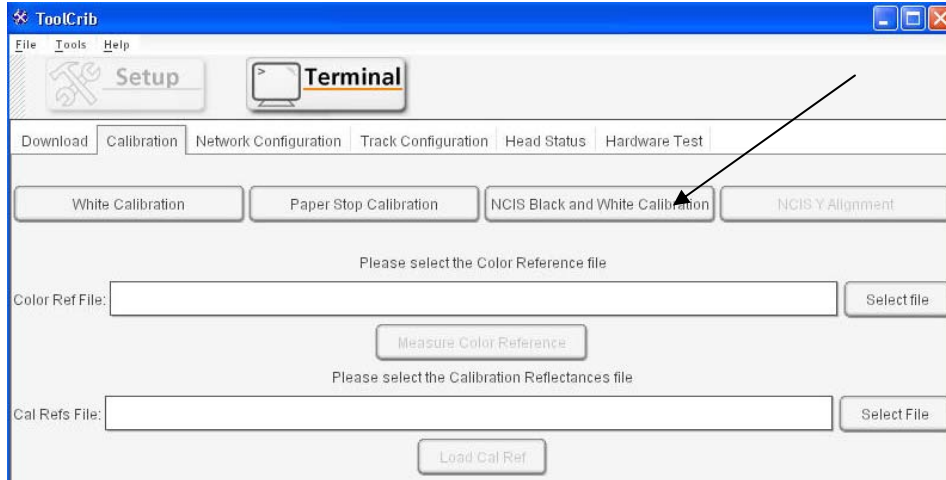 ToolCrib
File Tools Help
Setup Terminal
Download Calibration Network Configuration Track Configuration Head Status Hardware Test
White Calibration Paper Stop Calibration NCIS Black and White Calibration NCIS Y Alignment
Please select the Color Reference file
Color Ref File: Select file
Measure Color Reference
Please select the Calibration Reflectances file
Cal Refs File: Select File
Load Cal Ref